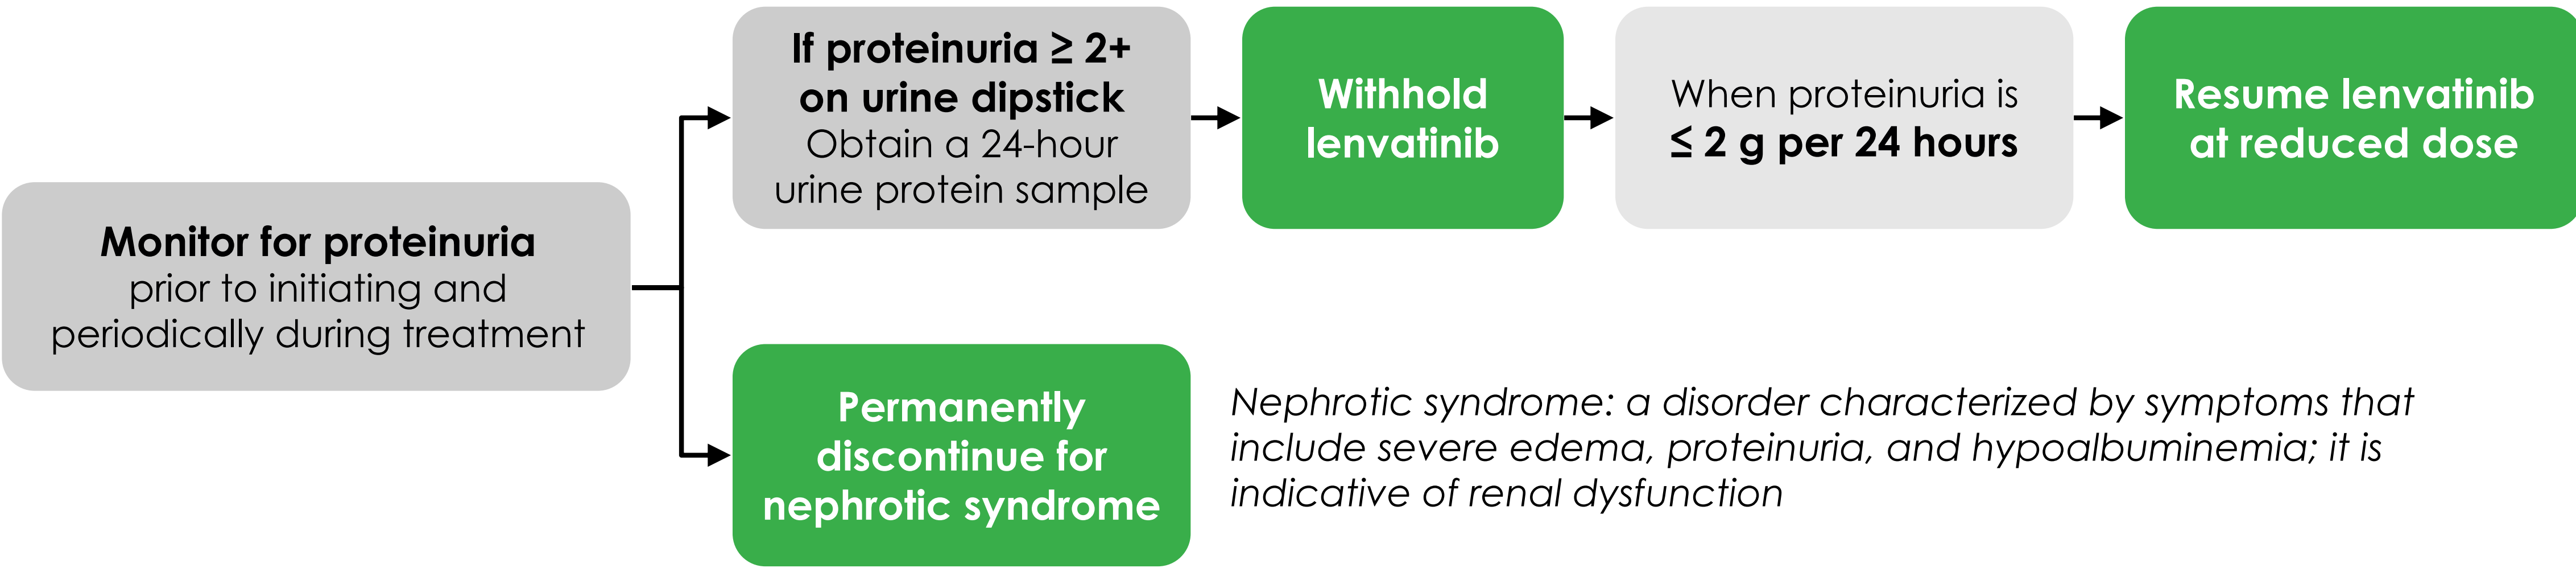 Monitor for proteinuria
prior to initiating and
periodically during treatment
If proteinuria ≥ 2+
on urine dipstick
Obtain a 24-hour
urine protein sample
Withhold
lenvatinib
When proteinuria is
≤ 2 g per 24 hours
Resume lenvatinib
at reduced dose
Permanently
discontinue for
nephrotic syndrome
Nephrotic syndrome: a disorder characterized by symptoms that
include severe edema, proteinuria, and hypoalbuminemia; it is
indicative of renal dysfunction